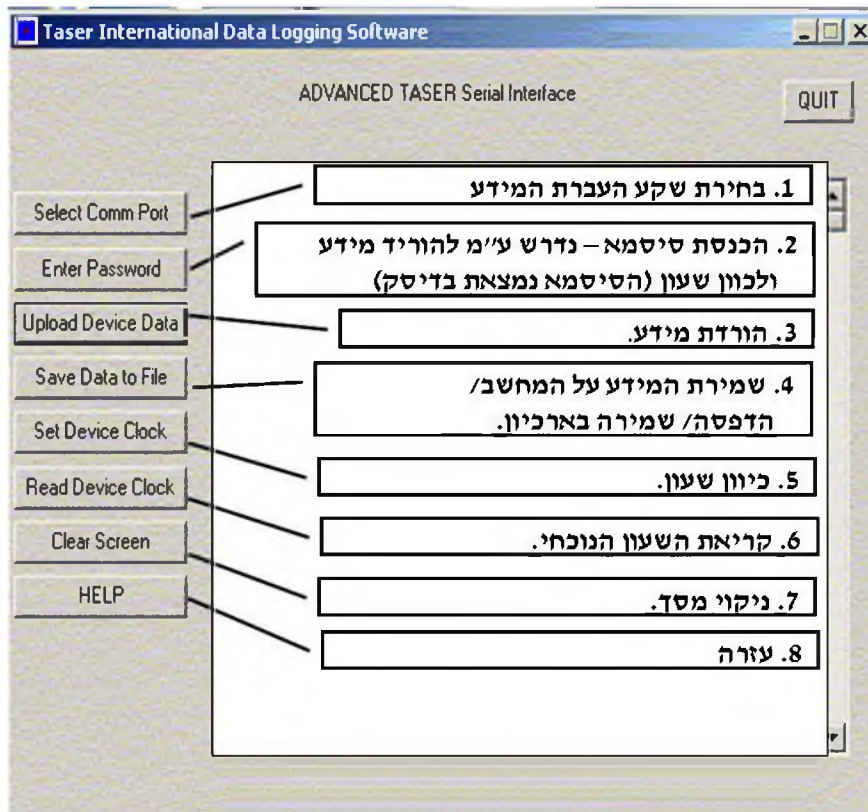 Taser International Data Logging Software
ADVANCED TASER Serial Interface
QUIT
Select Comm Port
Enter Password
Upload Device Data
Save Data to File
Set Device Clock
Read Device Clock
Clear Screen
HELP
1. בחירת שקע העברת המידע
2. הכנסת סיסמא – נדרש ע״מ להוריד מידע
ולכוון שעון (הסיסמא נמצאת בדיסק)
3. הורדת מידע.
4. שמירת המידע על המחשב/
הדפסה/ שמירה בארכיון.
5. כיוון שעון.
6. קריאת השעון הנוכחי.
7. ניקוי מסך.
8. עזרה